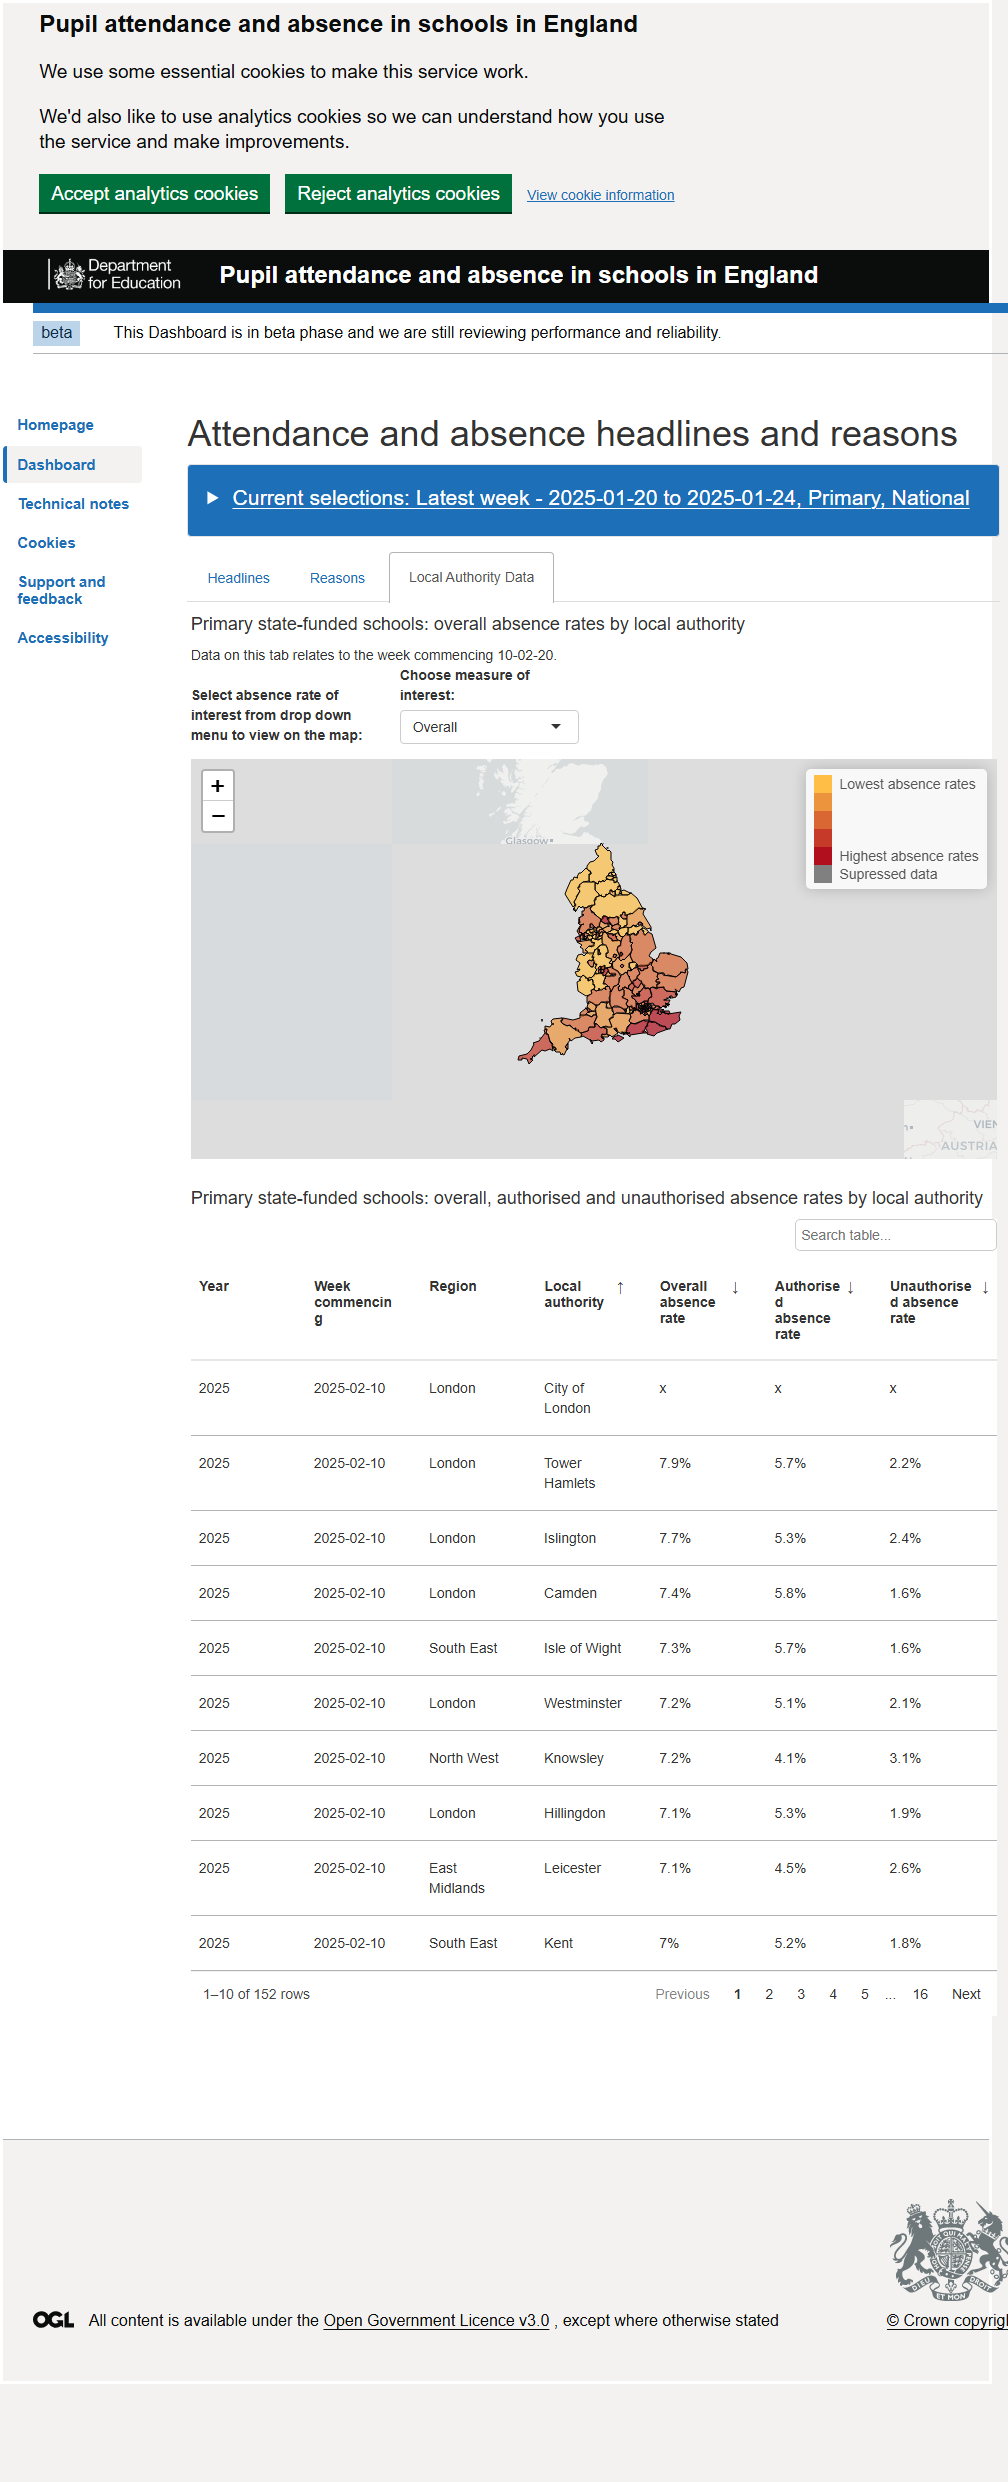 Pupil attendance and absence in schools in England
We use some essential cookies to make this service work.
We'd also like to use analytics cookies so we can understand how you use
the service and make improvements.
Accept analytics cookies Reject analytics cookies View cookie information
Department
for Education
Pupil attendance and absence in schools in England
beta This Dashboard is in beta phase and we are still reviewing performance and reliability.
Homepage
Dashboard
Technical notes
Cookies
Support and
feedback
Accessibility
Attendance and absence headlines and reasons
Current selections: Latest week - 2025-01-20 to 2025-01-24, Primary, National
Headlines Reasons Local Authority Data
Primary state-funded schools: overall absence rates by local authority
Data on this tab relates to the week commencing 10-02-20.
Select absence rate of
interest from drop down
menu to view on the map:
Choose measure of
interest:
Overall
+
−
Lowest absence rates
Highest absence rates
Supressed data
Glasgow
VIEN
AUSTRIA
Primary state-funded schools: overall, authorised and unauthorised absence rates by local authority
Search table...
Year
Week
commencin
g
Region
Local
authority ↑
Overall
absence
rate ↓
Authorise
d
absence
rate ↓
Unauthorise
d absence
rate ↓
2025 2025-02-10 London City of London x x x
2025 2025-02-10 London Tower Hamlets 7.9% 5.7% 2.2%
2025 2025-02-10 London Islington 7.7% 5.3% 2.4%
2025 2025-02-10 London Camden 7.4% 5.8% 1.6%
2025 2025-02-10 South East Isle of Wight 7.3% 5.7% 1.6%
2025 2025-02-10 London Westminster 7.2% 5.1% 2.1%
2025 2025-02-10 North West Knowsley 7.2% 4.1% 3.1%
2025 2025-02-10 London Hillingdon 7.1% 5.3% 1.9%
2025 2025-02-10 East Midlands Leicester 7.1% 4.5% 2.6%
2025 2025-02-10 South East Kent 7% 5.2% 1.8%
1–10 of 152 rows Previous 1 2 3 4 5 ... 16 Next
DIEU ET MON DROIT
OGL All content is available under the Open Government Licence v3.0 , except where otherwise stated
© Crown copyrigh